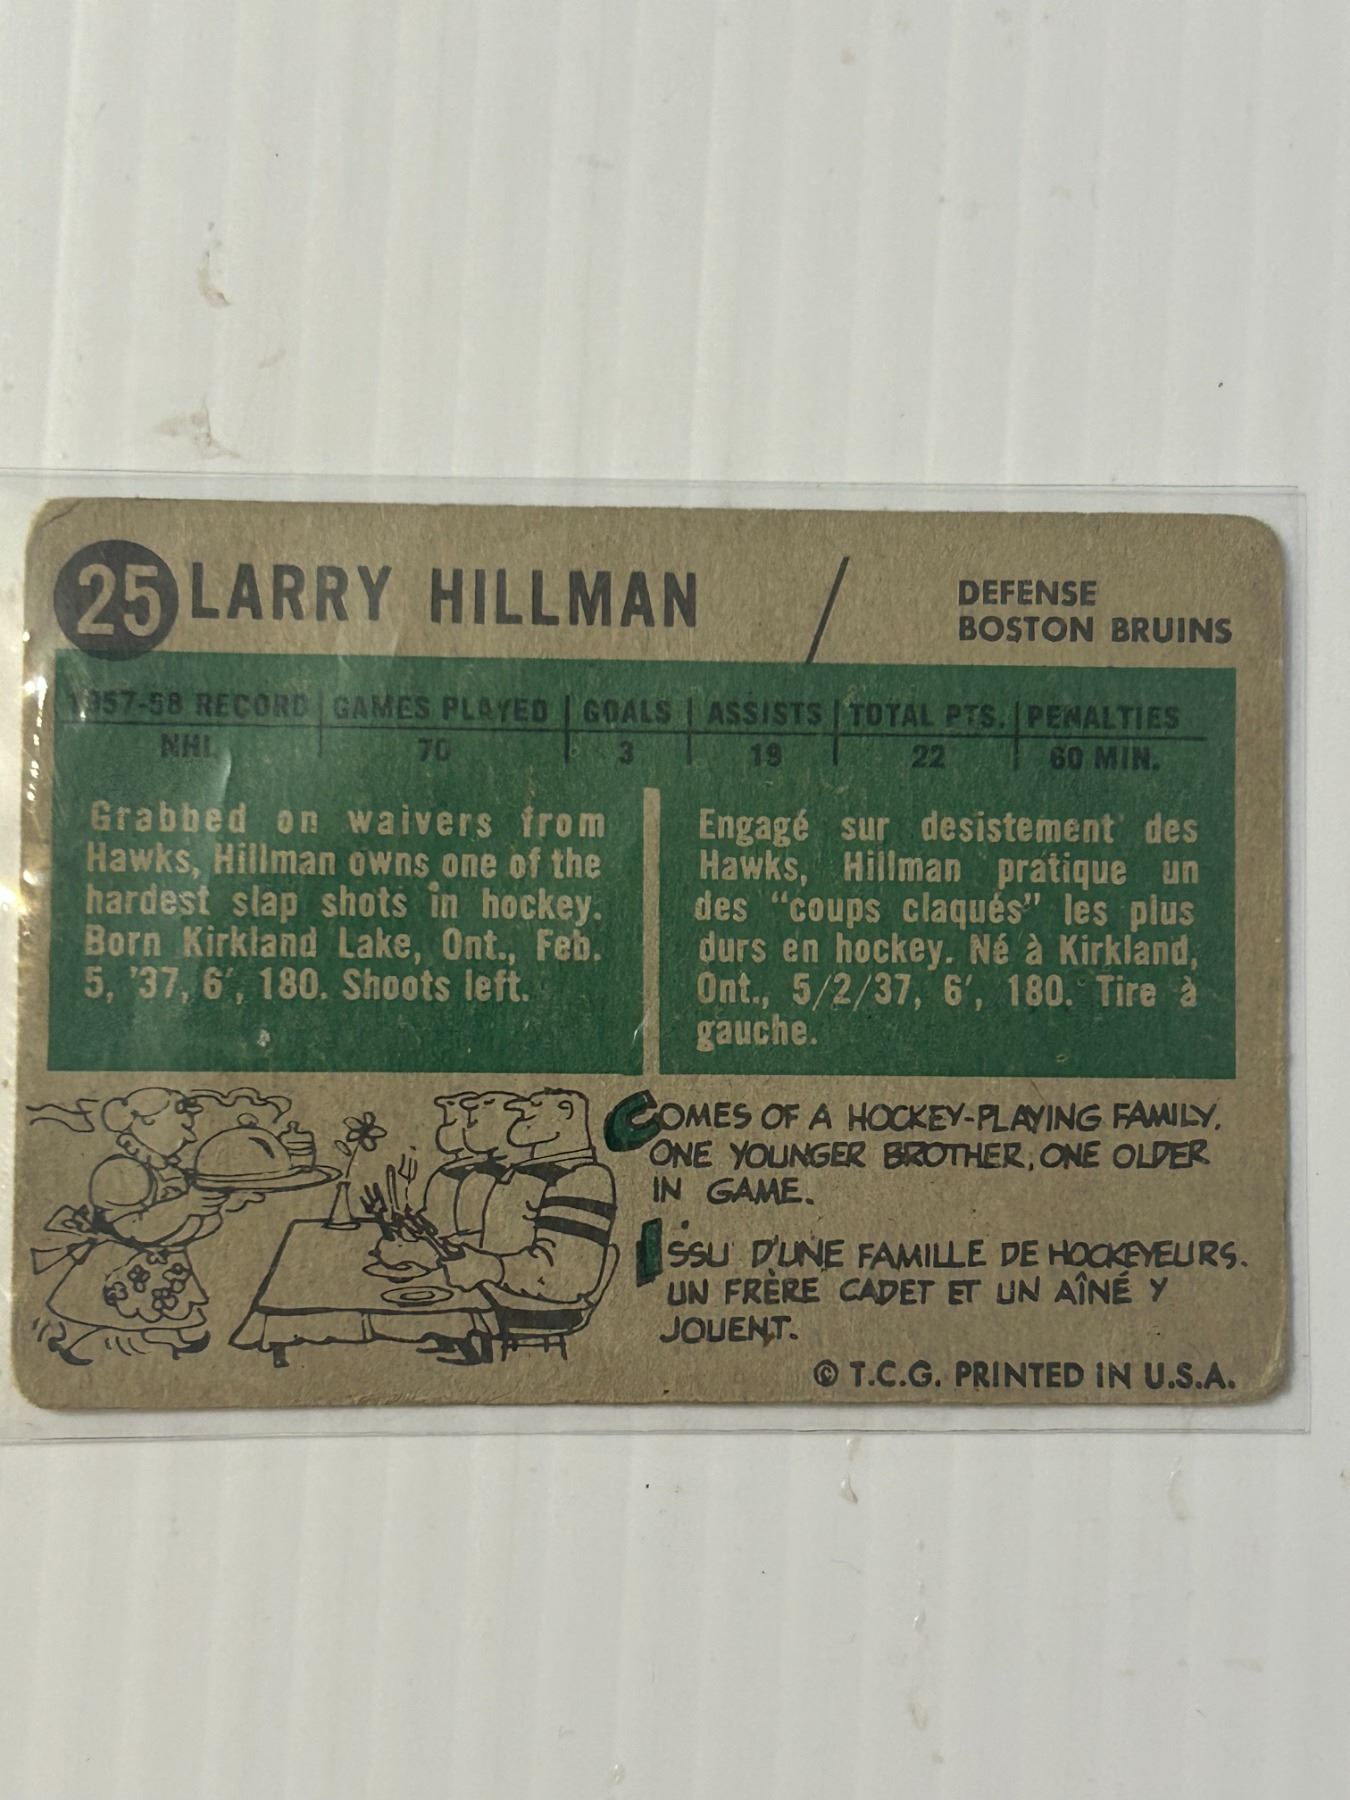 25 LARRY HILLMAN
DEFENSE
BOSTON BRUINS
1957-58 RECORD GAMES PLAYED GOALS ASSISTS TOTAL PTS. PENALTIES
NHL 70 3 19 22 60 MIN.
Grabbed on waivers from
Hawks, Hillman owns one of the
hardest slap shots in hockey.
Born Kirkland Lake, Ont., Feb.
5, '37, 6', 180. Shoots left.
Engagé sur desistement des
Hawks, Hillman pratique un
des "coups claqués" les plus
durs en hockey. Né à Kirkland,
Ont., 5/2/37, 6', 180. Tire à
gauche.
COMES OF A HOCKEY-PLAYING FAMILY.
ONE YOUNGER BROTHER, ONE OLDER
IN GAME.
ISSU D'UNE FAMILLE DE HOCKEYEURS.
UN FRÈRE CADET ET UN AÎNÉ Y
JOUENT.
© T.C.G. PRINTED IN U.S.A.